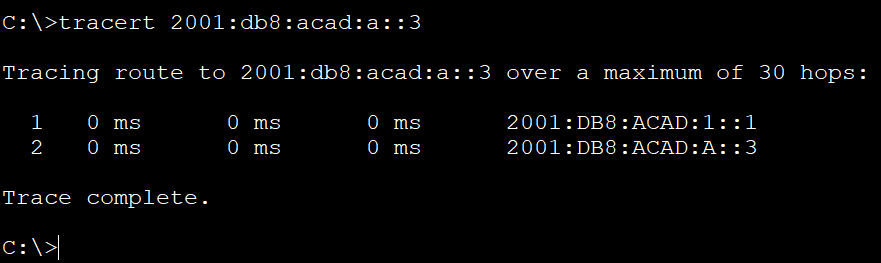 C:\>tracert 2001:db8:acad:a::3
Tracing route to 2001:db8:acad:a::3 over a maximum of 30 hops:
1 0 ms 0 ms 0 ms 2001:DB8:ACAD:1::1
2 0 ms 0 ms 0 ms 2001:DB8:ACAD:A::3
Trace complete.
C:\>